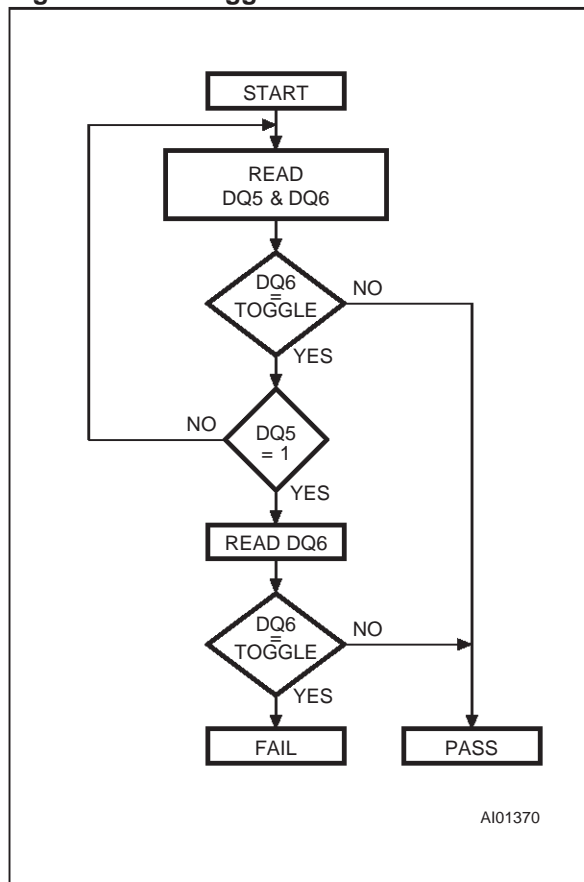 START
READ
DQ5 & DQ6
DQ6
=
TOGGLE
NO
YES
NO
DQ5
= 1
YES
READ DQ6
DQ6
=
TOGGLE
NO
YES
FAIL
PASS
AI01370